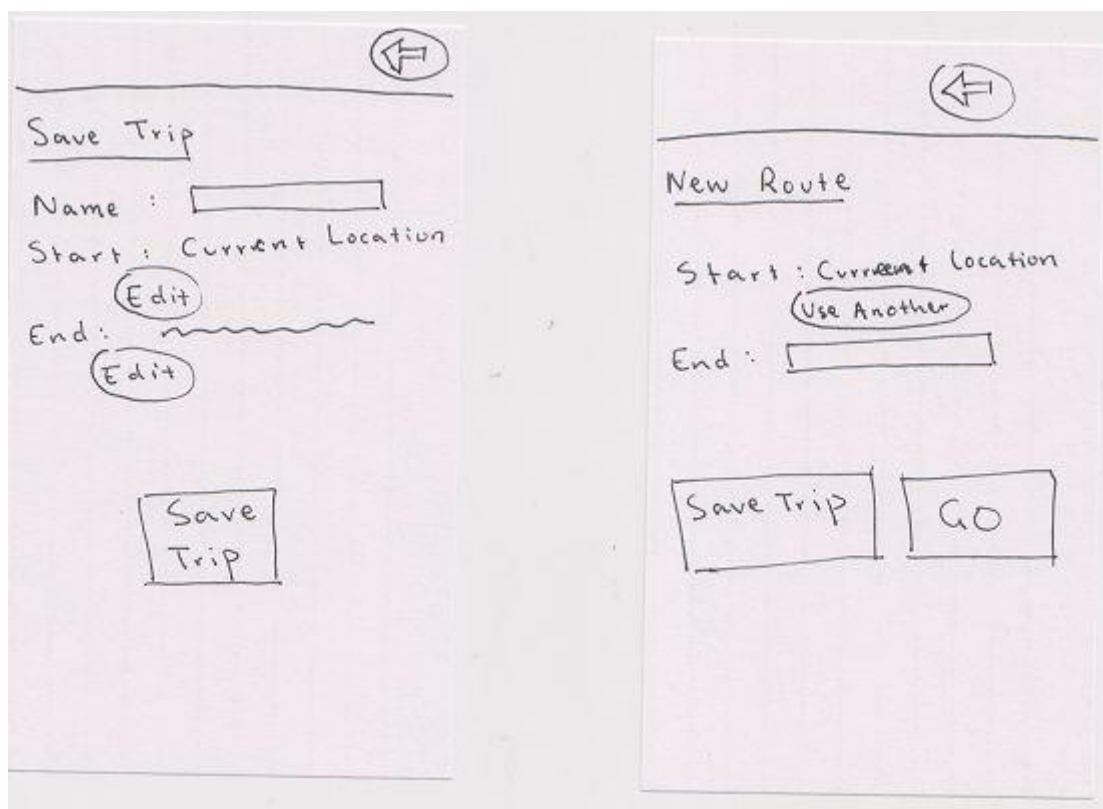 Save Trip
Name :
Start : Current Location
Edit
End :
Edit
Save
Trip
New Route
Start : Current Location
Use Another
End :
Save Trip
GO